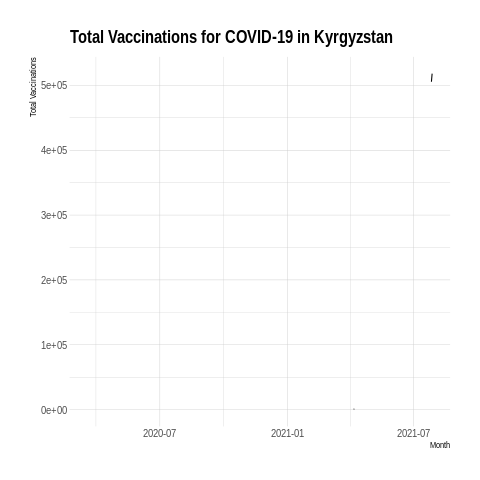 Total Vaccinations for COVID-19 in Kyrgyzstan
Total Vaccinations
5e+05
4e+05
3e+05
2e+05
1e+05
0e+00
2020-07
2021-01
2021-07
Month